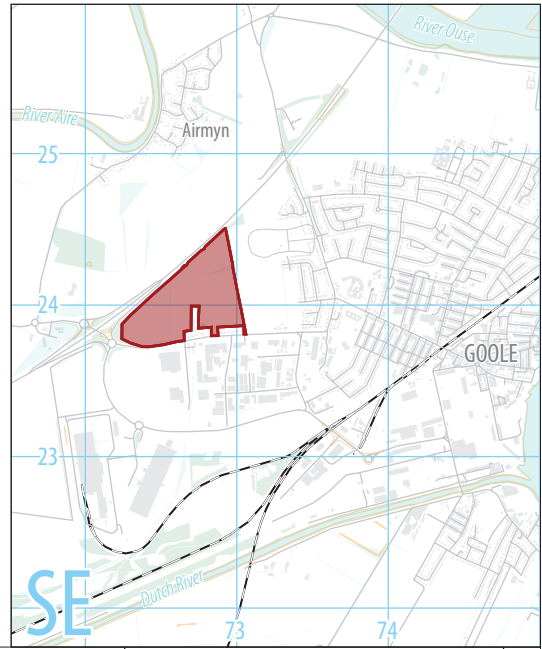 River Ouse
River Aire
Airmyn
25
24
GOOLE
23
SE
Dutch River
73
74